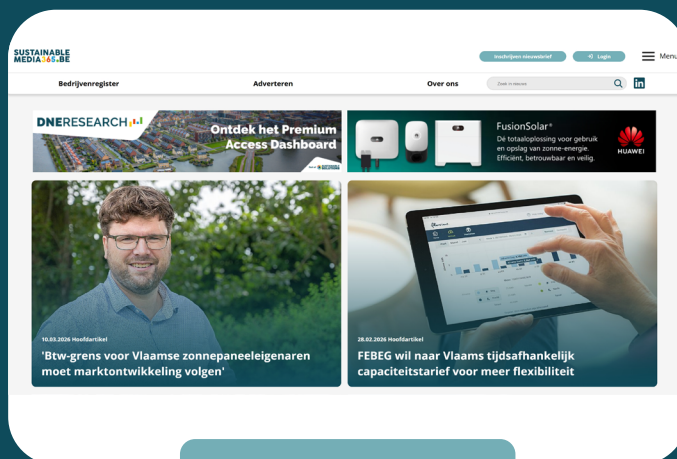 SUSTAINABLE
MEDIA365.BE
Inschrijven nieuwsbrief
Login
Menu
Bedrijvenregister
Adverteren
Over ons
Zoek in nieuws
DNERESEARCH
Ontdek het Premium
Access Dashboard
FusionSolar®
Dé totaaloplossing voor gebruik
en opslag van zonne-energie.
Efficiënt, betrouwbaar en veilig.
HUAWEI
10.03.2026 Hoofdartikel
'Btw-grens voor Vlaamse zonnepaneeleigenaren
moet marktontwikkeling volgen'
28.02.2026 Hoofdartikel
FEBEG wil naar Vlaams tijdsafhankelijk
capaciteitstarief voor meer flexibiliteit